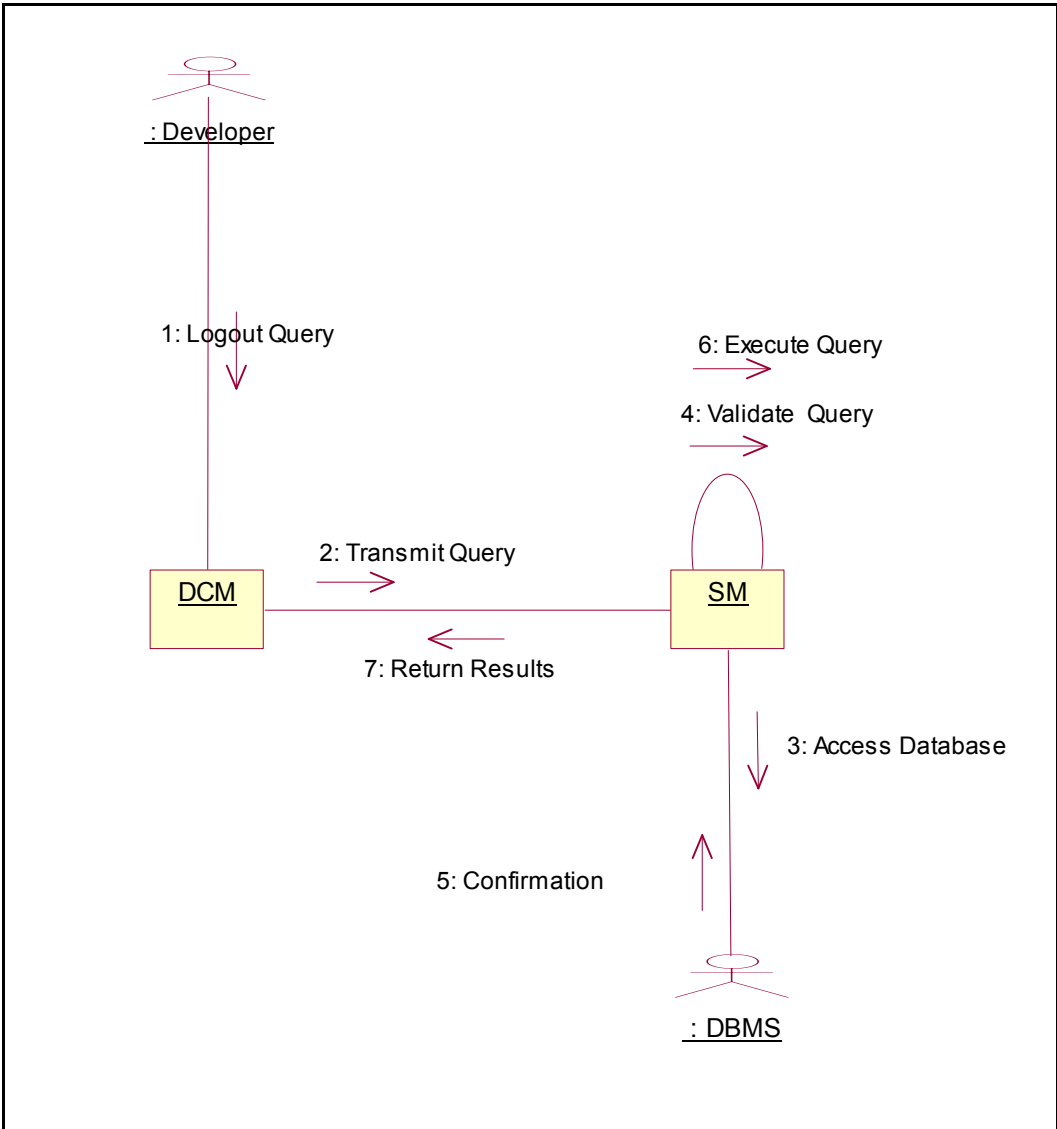 : Developer
1: Logout Query
6: Execute Query
4: Validate Query
2: Transmit Query
DCM
SM
7: Return Results
3: Access Database
5: Confirmation
: DBMS